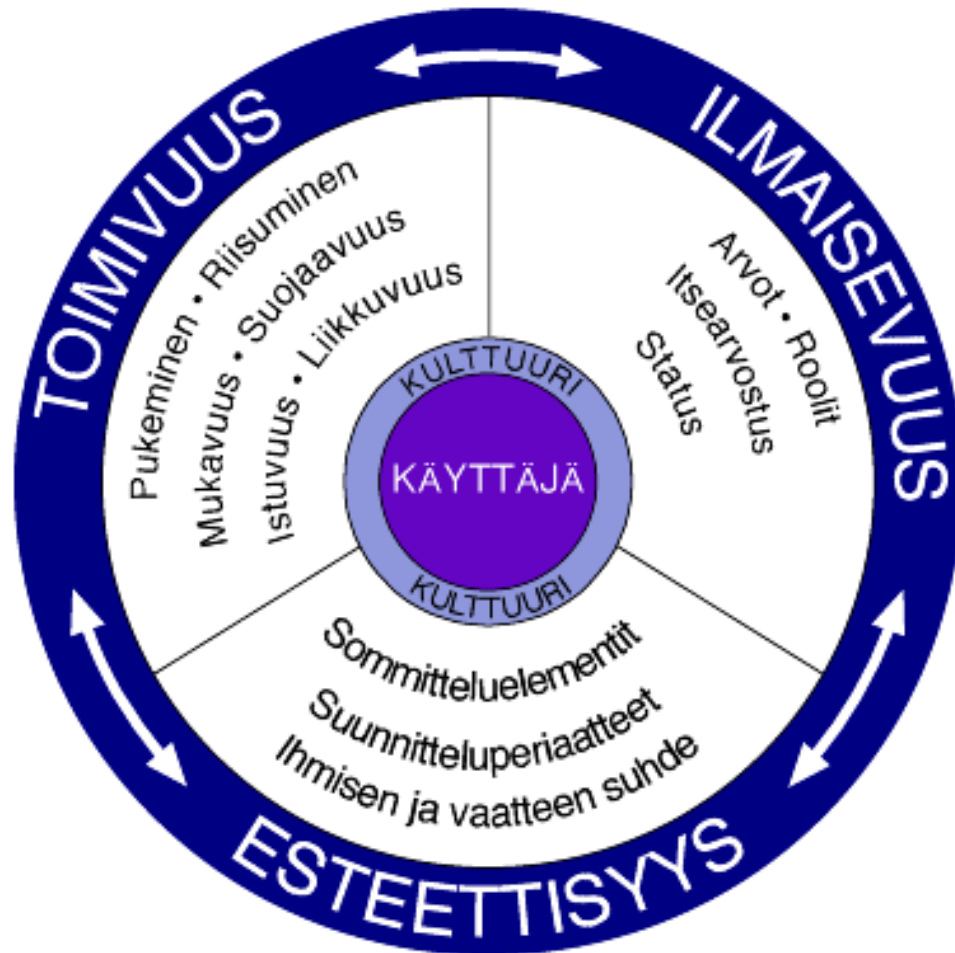 TOIMIVUUS
Pukeminen • Riisuminen
Mukavuus • Suojaavuus
Istuvuus • Liikkuvuus
ILMAISEVUUS
Arvot • Roolit
Itsearvostus
Status
KULTTUURI
KÄYTTÄJÄ
KULTTUURI
Sommitteluelementit
Suunnitteluperiaatteet
Ihmisen ja vaatteen suhde
ESTEETTISYYS